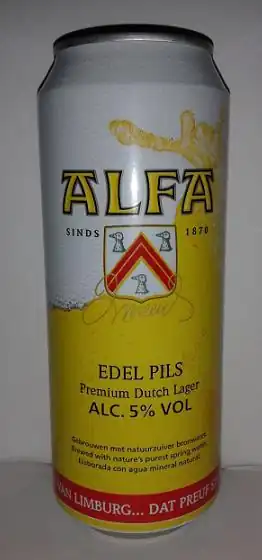 ALFA
SINDS 1870
EDEL PILS
Premium Dutch Lager
ALC. 5% VOL
Gebrouwen met natuurzuiver bronwater.
Brewed with nature's purest spring water.
Elaborada con agua mineral natural.
VAN LIMBURG... DAT PREUF